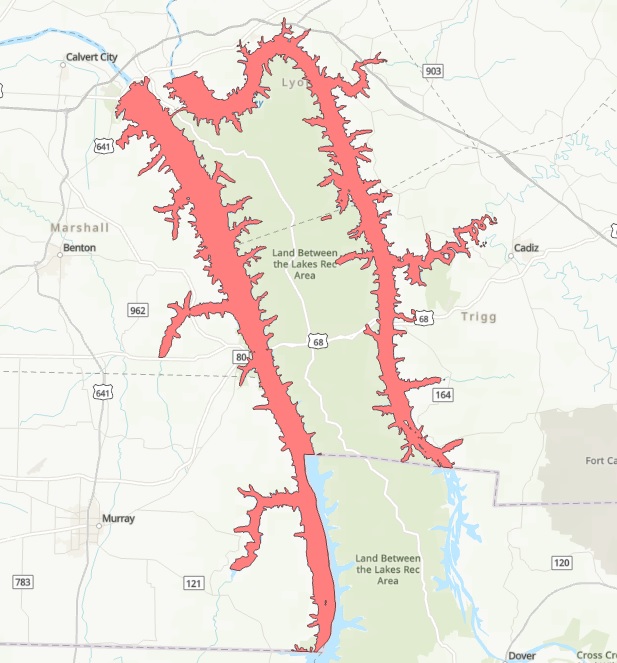 Calvert City
903
Lyo
641
Marshall
Benton
Land Between
the Lakes Rec
Area
Cadiz
962
68
Trigg
68
80
641
164
Fort Ca
Murray
Land Between
the Lakes Rec
Area
120
783
121
Dover
Cross Cr